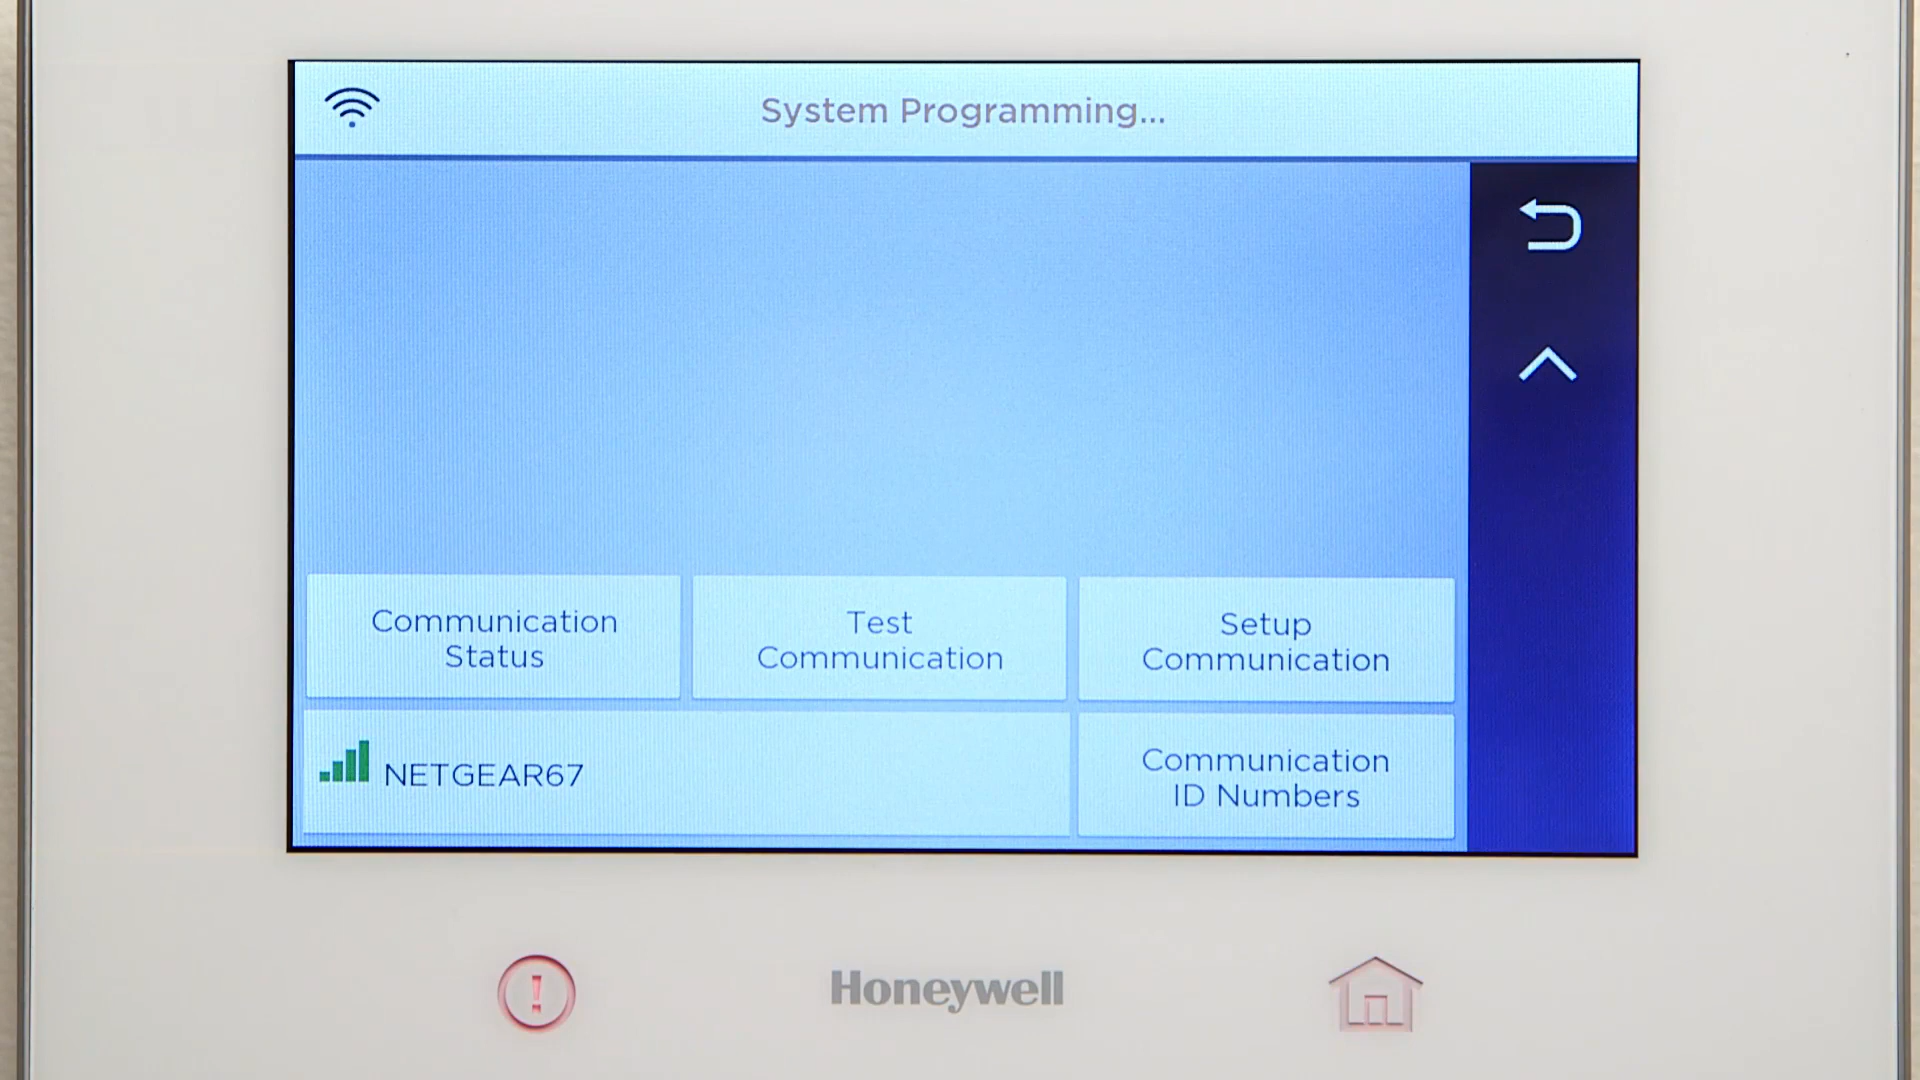 System Programming...
Communication
Status
Test
Communication
Setup
Communication
NETGEAR67
Communication
ID Numbers
Honeywell